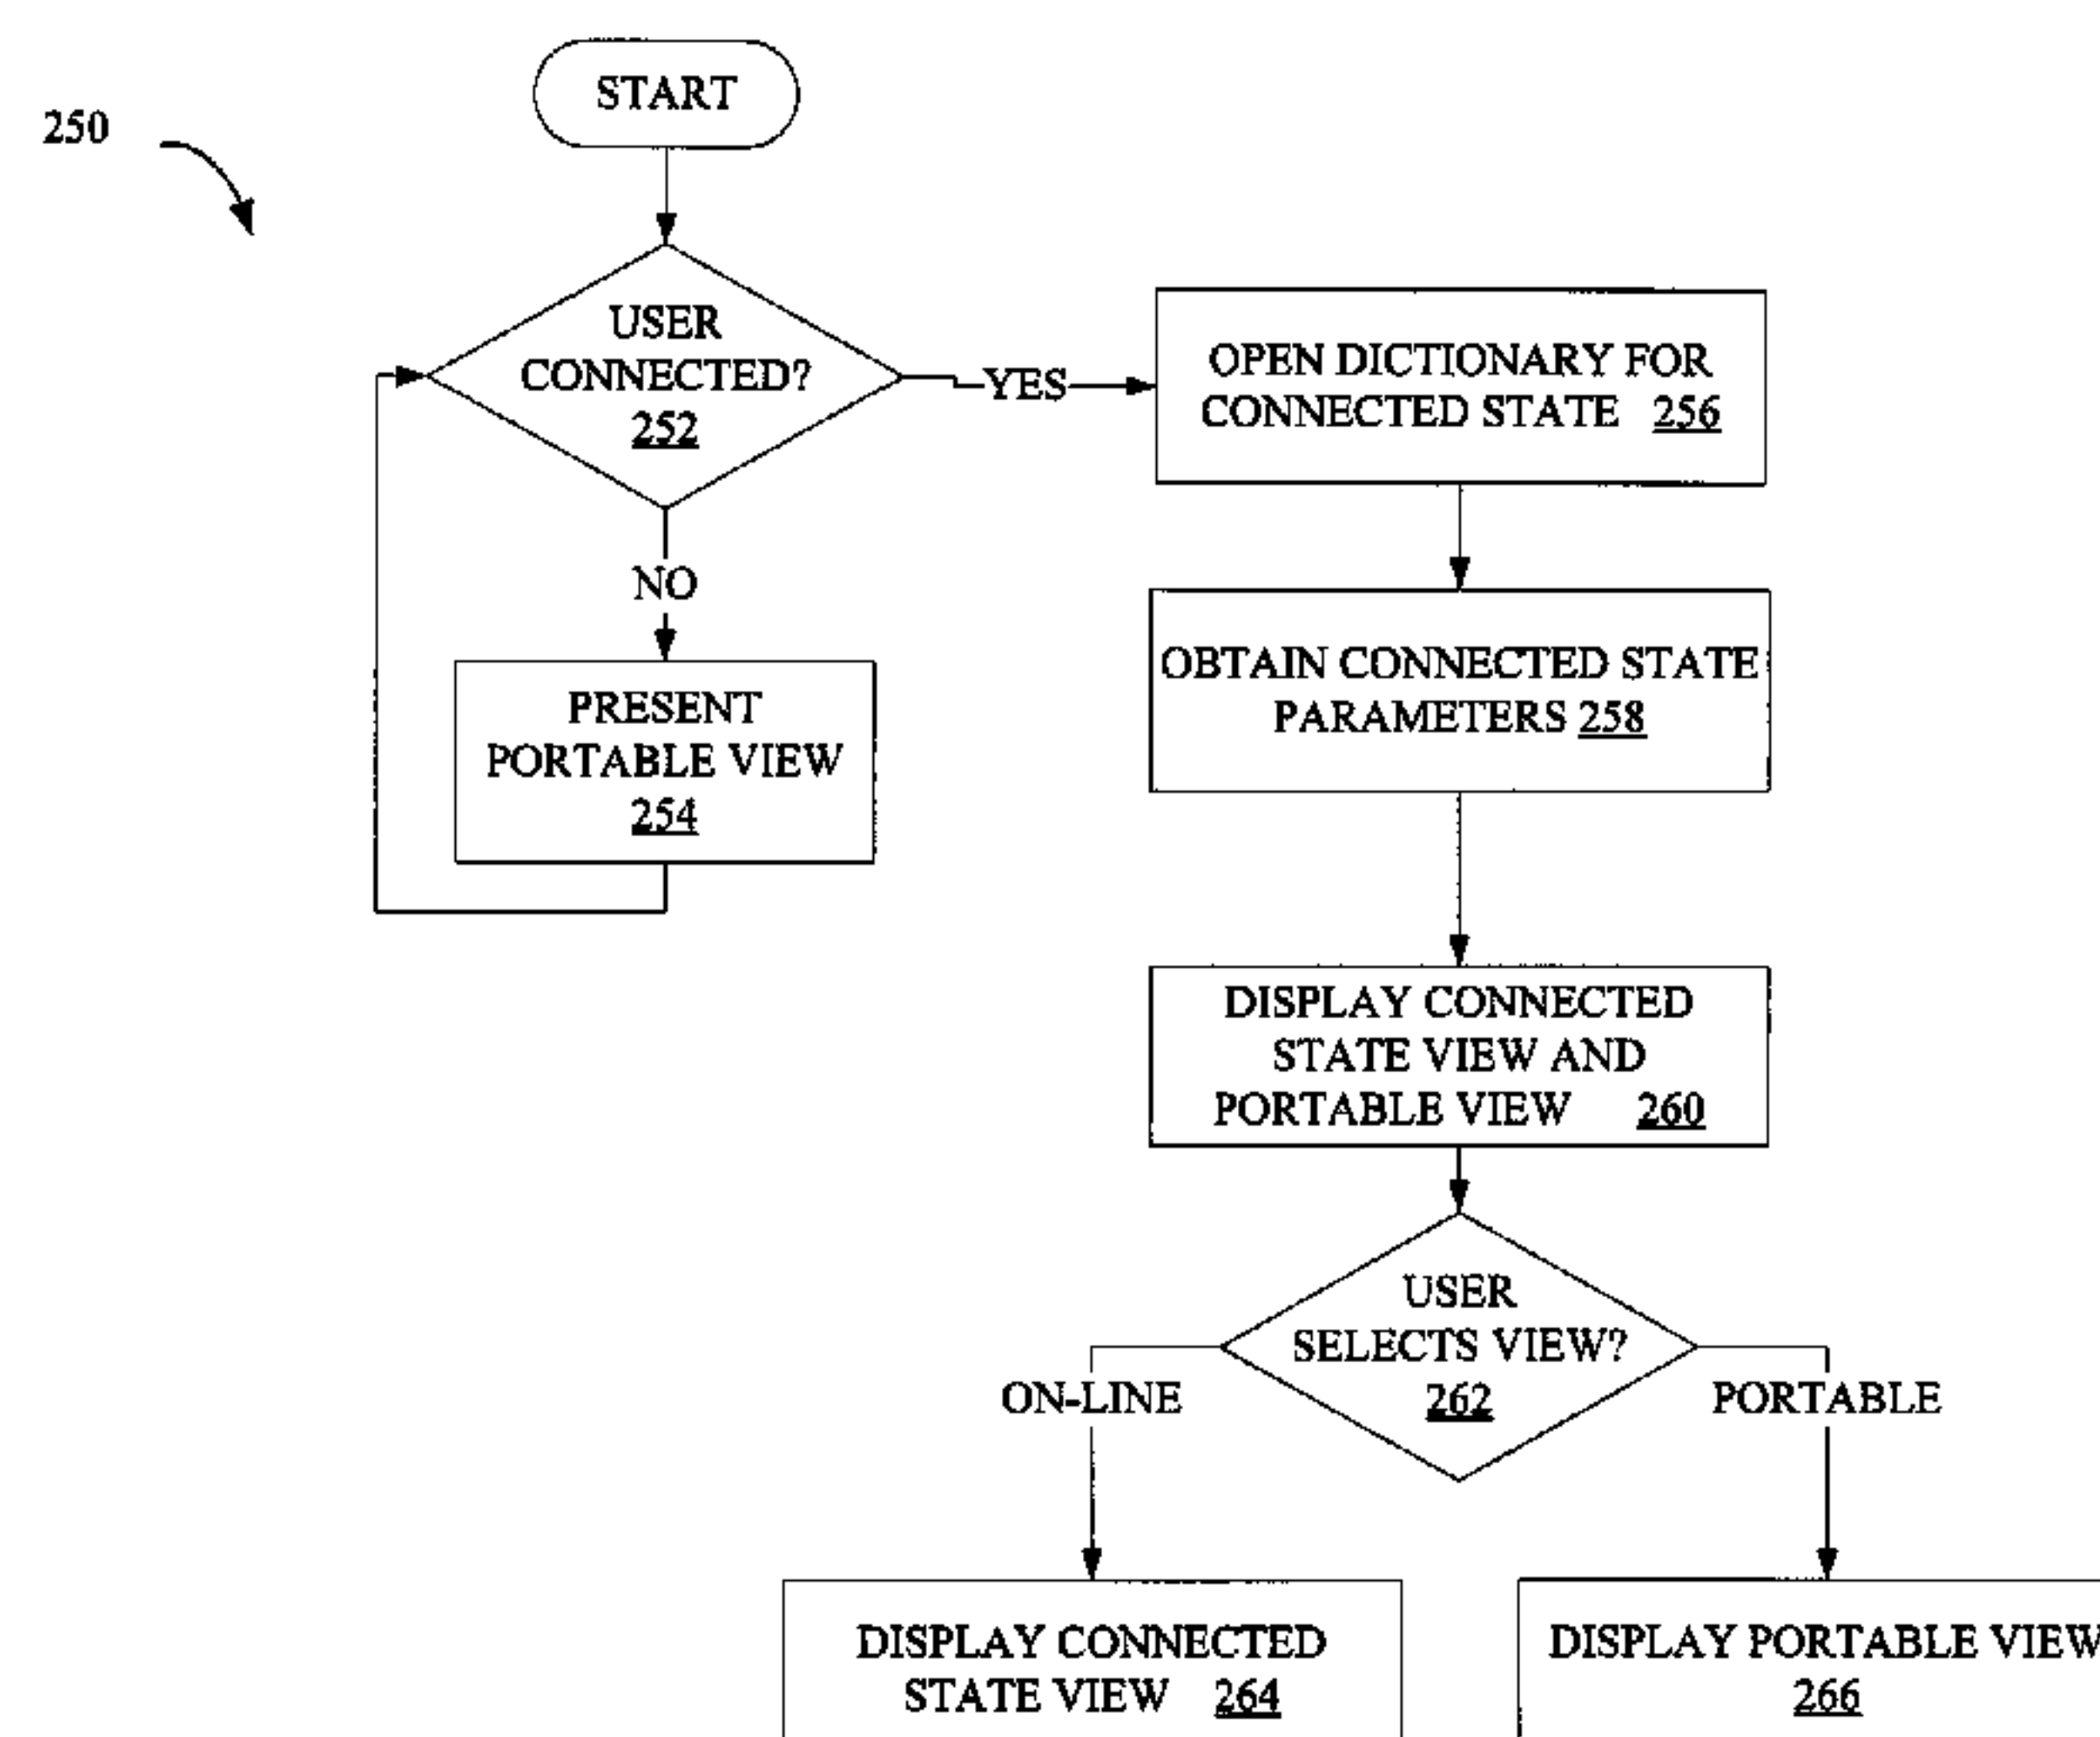 START
250
USER
CONNECTED?
252
YES
OPEN DICTIONARY FOR
CONNECTED STATE 256
NO
OBTAIN CONNECTED STATE
PARAMETERS 258
PRESENT
PORTABLE VIEW
254
DISPLAY CONNECTED
STATE VIEW AND
PORTABLE VIEW 260
USER
SELECTS VIEW?
262
ON-LINE
PORTABLE
DISPLAY CONNECTED
STATE VIEW 264
DISPLAY PORTABLE VIEW
266